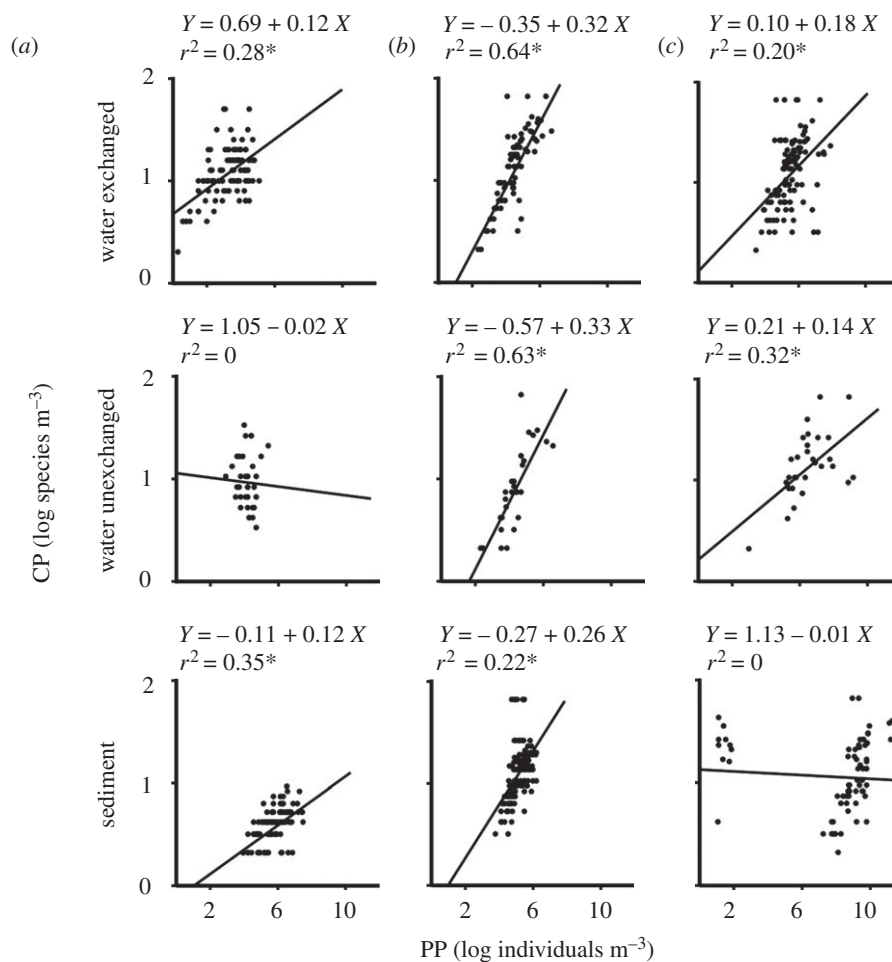 (a)
Y = 0.69 + 0.12 X
r² = 0.28*
(b)
Y = – 0.35 + 0.32 X
r² = 0.64*
(c)
Y = 0.10 + 0.18 X
r² = 0.20*
water exchanged
2
1
0
Y = 1.05 – 0.02 X
r² = 0
Y = – 0.57 + 0.33 X
r² = 0.63*
Y = 0.21 + 0.14 X
r² = 0.32*
CP (log species m⁻³)
water unexchanged
2
1
0
Y = – 0.11 + 0.12 X
r² = 0.35*
Y = – 0.27 + 0.26 X
r² = 0.22*
Y = 1.13 – 0.01 X
r² = 0
sediment
2
1
0
2 6 10 2 6 10 2 6 10
PP (log individuals m⁻³)